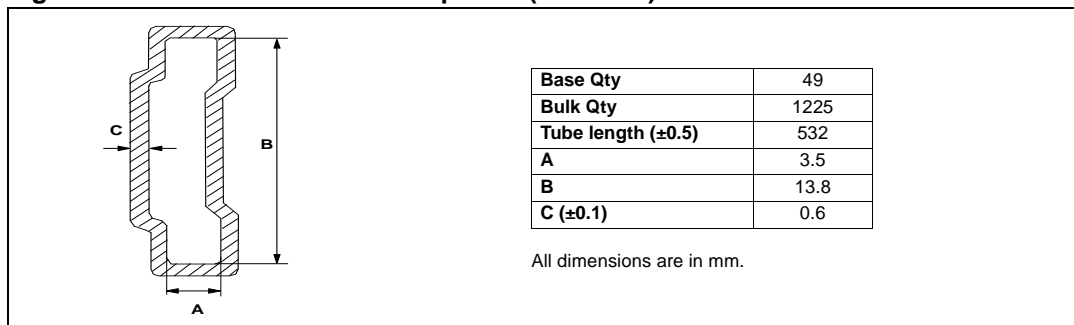 C
B
A
Base Qty 49
Bulk Qty 1225
Tube length (±0.5) 532
A 3.5
B 13.8
C (±0.1) 0.6
All dimensions are in mm.